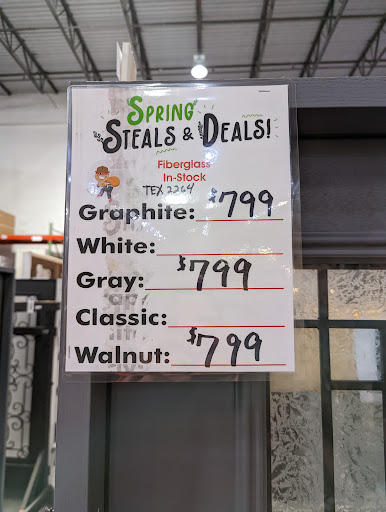 SPRING
STEALS & DEALS!
Fiberglass
In-Stock
TEX 2264
Graphite: $799
White:
Gray: $799
Classic:
Walnut: $799